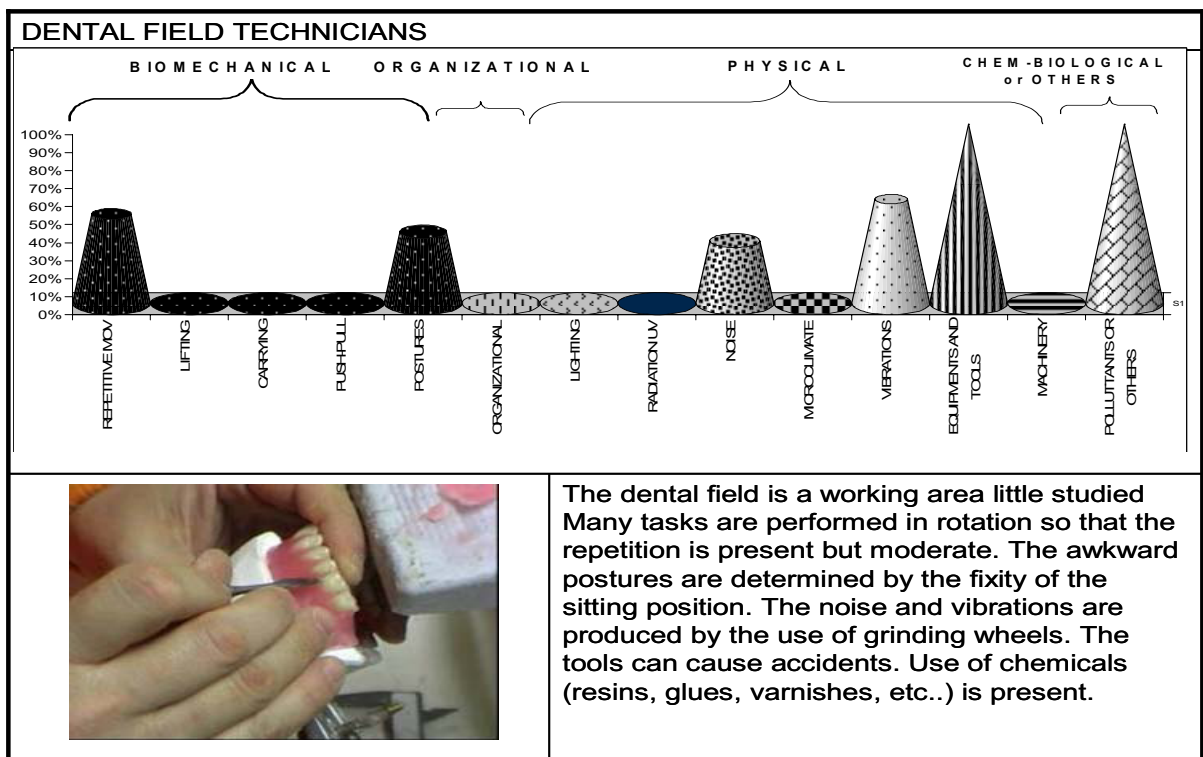 DENTAL FIELD TECHNICIANS
BIOMECHANICAL
ORGANIZATIONAL
PHYSICAL
CHEM-BIOLOGICAL
or OTHERS
100%
90%
80%
70%
60%
50%
40%
30%
20%
10%
0%
S1
REPETITIVE MOV
LIFTING
CARRYING
PUSH-PULL
POSTURES
ORGANIZATIONAL
LIGHTING
RADIATION UV
NOISE
MICROCLIMATE
VIBRATIONS
EQUIPMENTS AND
TOOLS
MACHINERY
POLLUTTANTS OR
OTHERS
The dental field is a working area little studied
Many tasks are performed in rotation so that the
repetition is present but moderate. The awkward
postures are determined by the fixity of the
sitting position. The noise and vibrations are
produced by the use of grinding wheels. The
tools can cause accidents. Use of chemicals
(resins, glues, varnishes, etc..) is present.